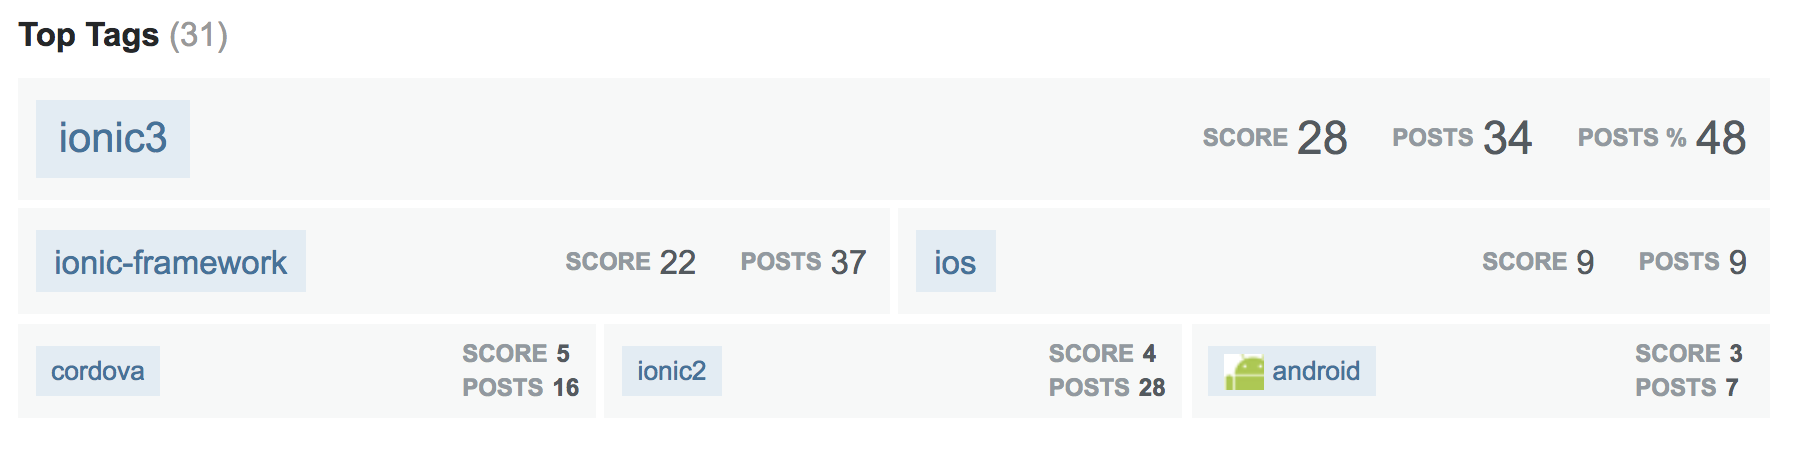 Top Tags (31)
ionic3 SCORE 28 POSTS 34 POSTS % 48
ionic-framework SCORE 22 POSTS 37
ios SCORE 9 POSTS 9
cordova SCORE 5
POSTS 16
ionic2 SCORE 4
POSTS 28
android SCORE 3
POSTS 7